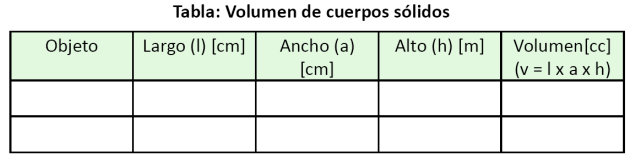 Tabla: Volumen de cuerpos sólidos
Objeto Largo (l) [cm] Ancho (a) Alto (h) [m] Volumen[cc]
[cm] (v = l x a x h)